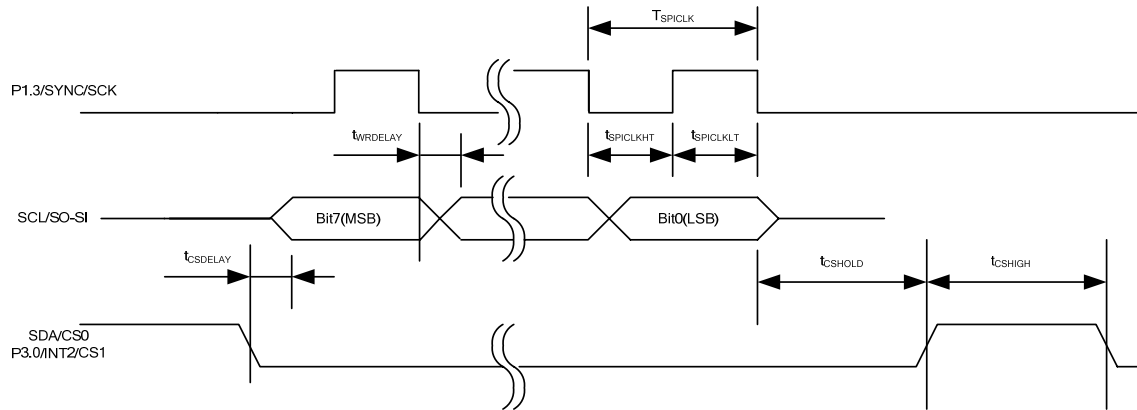 TSPICLK
P1.3/SYNC/SCK
tWRDELAY
tSPICLKHT
tSPICLKLT
SCL/SO-SI
Bit7(MSB)
Bit0(LSB)
tCSDELAY
tCSHOLD
tCSHIGH
SDA/CS0
P3.0/INT2/CS1